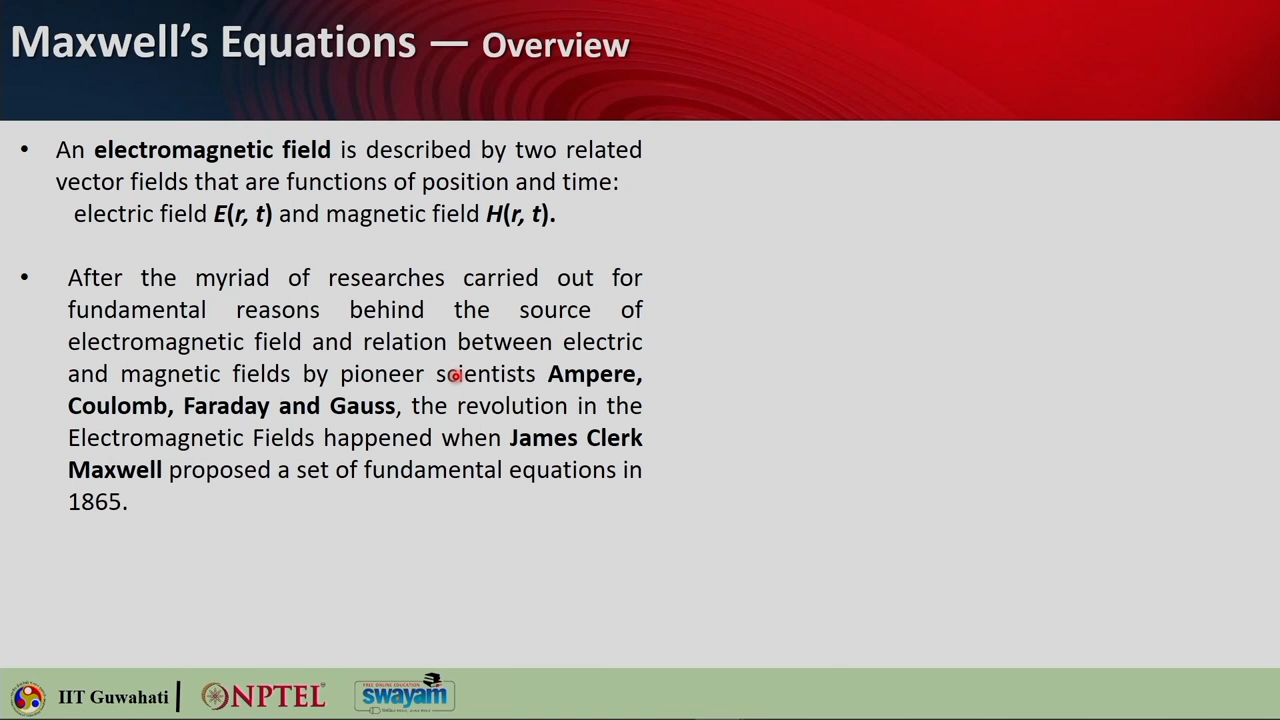 Maxwell's Equations — Overview
• An electromagnetic field is described by two related
vector fields that are functions of position and time:
electric field E(r, t) and magnetic field H(r, t).
• After the myriad of researches carried out for
fundamental reasons behind the source of
electromagnetic field and relation between electric
and magnetic fields by pioneer scientists Ampere,
Coulomb, Faraday and Gauss, the revolution in the
Electromagnetic Fields happened when James Clerk
Maxwell proposed a set of fundamental equations in
1865.
IIT Guwahati
NPTEL
FREE ONLINE EDUCATION
swayam